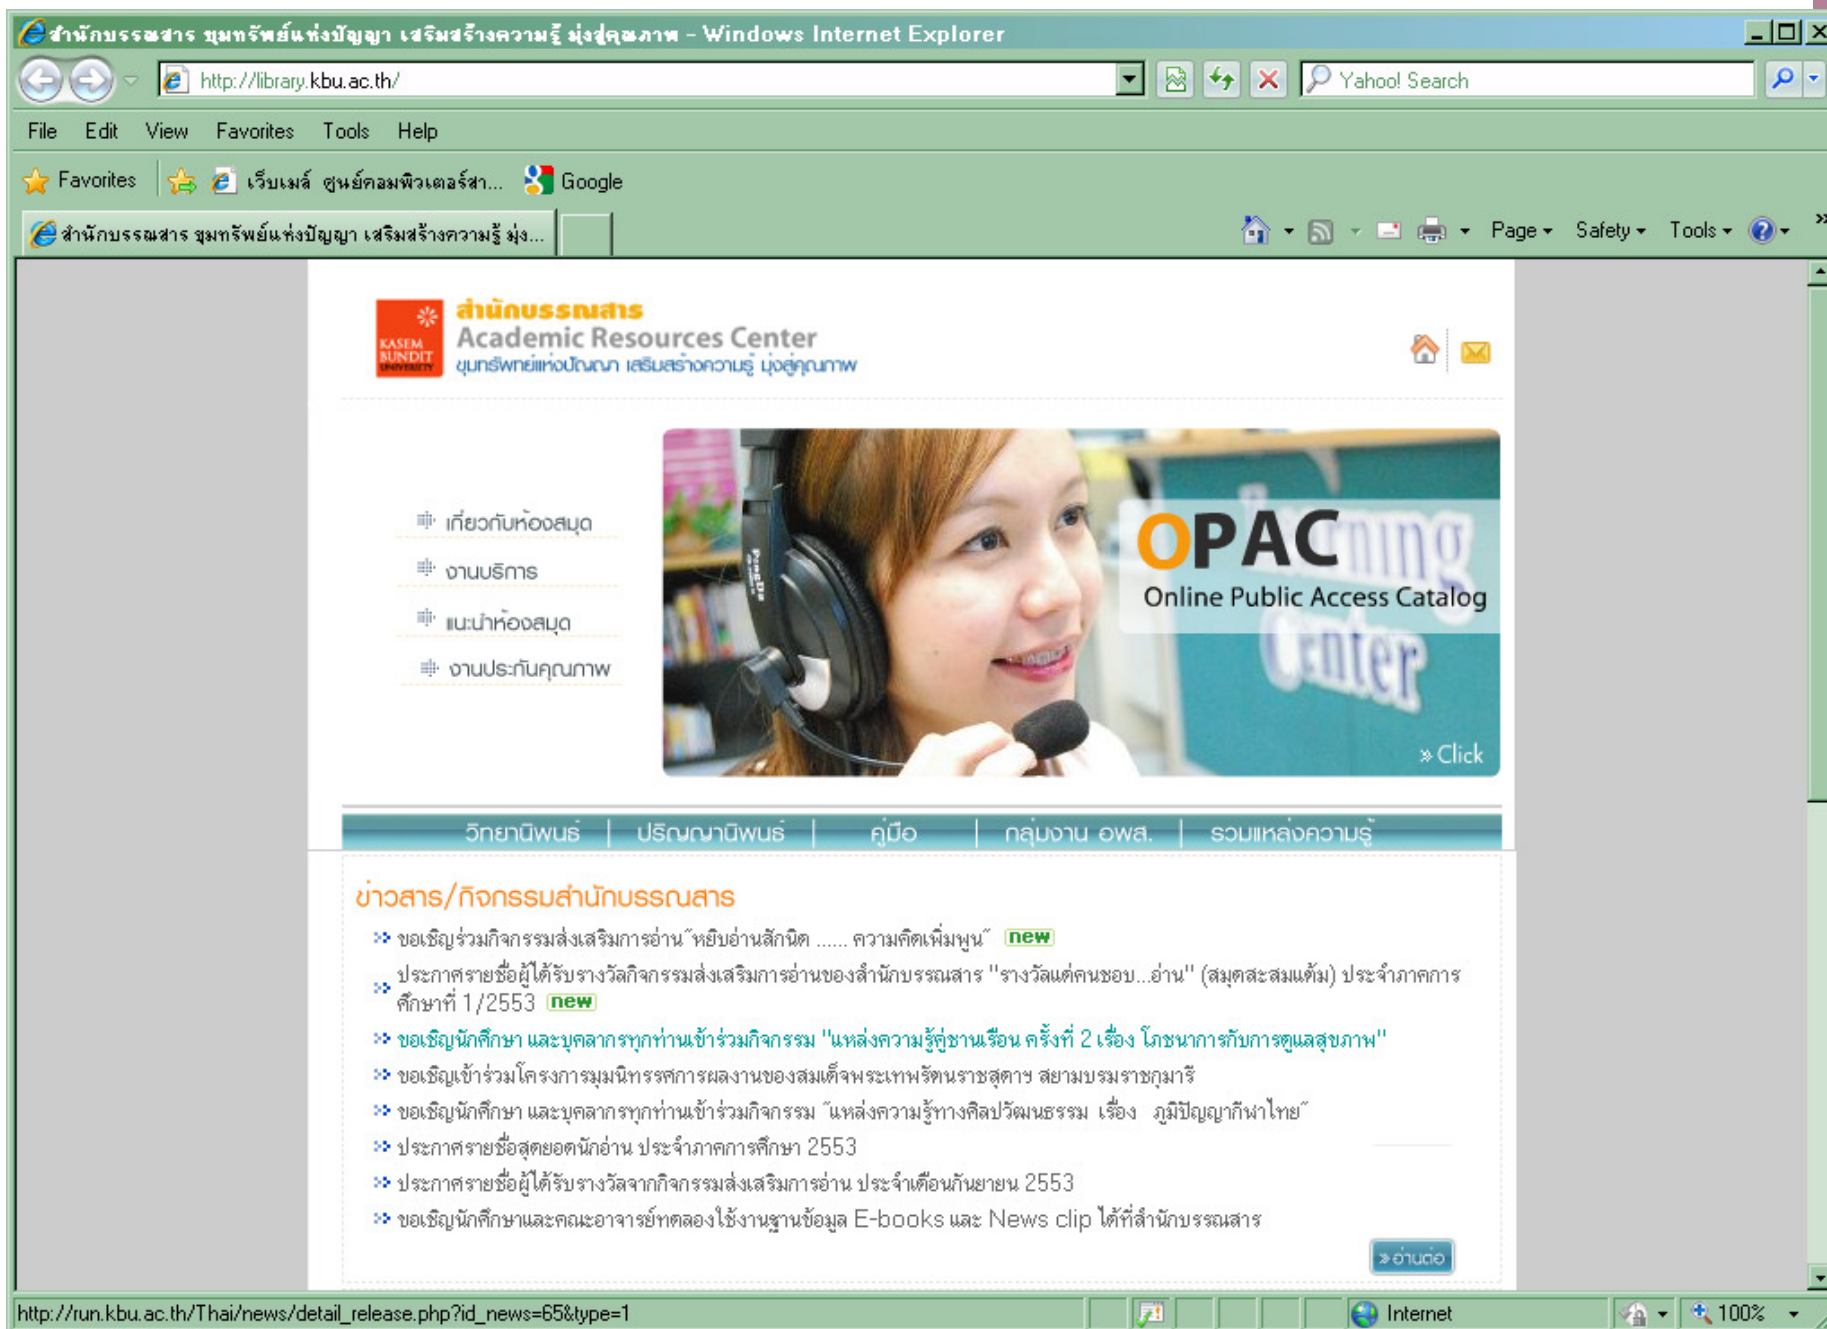 สำนักบรรณสาร ขุมทรัพย์แห่งปัญญา เสริมสร้างความรู้ มุ่งสู่คุณภาพ - Windows Internet Explorer
http://library.kbu.ac.th/
Yahoo! Search
File Edit View Favorites Tools Help
Favorites เว็บเมล์ ศูนย์คอมพิวเตอร์สา... Google
สำนักบรรณสาร ขุมทรัพย์แห่งปัญญา เสริมสร้างความรู้ มุ่ง...
Page Safety Tools
สำนักบรรณสาร
KASEM BUNDIT UNIVERSITY
Academic Resources Center
ขุมทรัพย์แห่งปัญญา เสริมสร้างความรู้ มุ่งสู่คุณภาพ
เกี่ยวกับห้องสมุด
งานบริการ
แนะนำห้องสมุด
งานประกันคุณภาพ
OPAC
Online Public Access Catalog
Center
» Click
วิทยานิพนธ์ | ปริญญานิพนธ์ | คู่มือ | กลุ่มงาน อพส. | รวมแหล่งความรู้
ข่าวสาร/กิจกรรมสำนักบรรณสาร
ขอเชิญร่วมกิจกรรมส่งเสริมการอ่าน"หยิบอ่านสักนิด ...... ความคิดเพิ่มพูน" new
ประกาศรายชื่อผู้ได้รับรางวัลกิจกรรมส่งเสริมการอ่านของสำนักบรรณสาร "รางวัลแด่คนชอบ...อ่าน" (สมุดสะสมแต้ม) ประจำภาคการ
ศึกษาที่ 1/2553 new
ขอเชิญนักศึกษา และบุคลากรทุกท่านเข้าร่วมกิจกรรม "แหล่งความรู้คู่ชานเรือน ครั้งที่ 2 เรื่อง โภชนาการกับการดูแลสุขภาพ"
ขอเชิญเข้าร่วมโครงการมุมนิทรรศการผลงานของสมเด็จพระเทพรัตนราชสุดาฯ สยามบรมราชกุมารี
ขอเชิญนักศึกษา และบุคลากรทุกท่านเข้าร่วมกิจกรรม "แหล่งความรู้ทางศิลปวัฒนธรรม เรื่อง ภูมิปัญญากีฬาไทย"
ประกาศรายชื่อสุดยอดนักอ่าน ประจำภาคการศึกษา 2553
ประกาศรายชื่อผู้ได้รับรางวัลจากกิจกรรมส่งเสริมการอ่าน ประจำเดือนกันยายน 2553
ขอเชิญนักศึกษาและคณะอาจารย์ทดลองใช้งานฐานข้อมูล E-books และ News clip ได้ที่สำนักบรรณสาร
» อ่านต่อ
http://run.kbu.ac.th/Thai/news/detail_release.php?id_news=65&type=1
Internet
100%